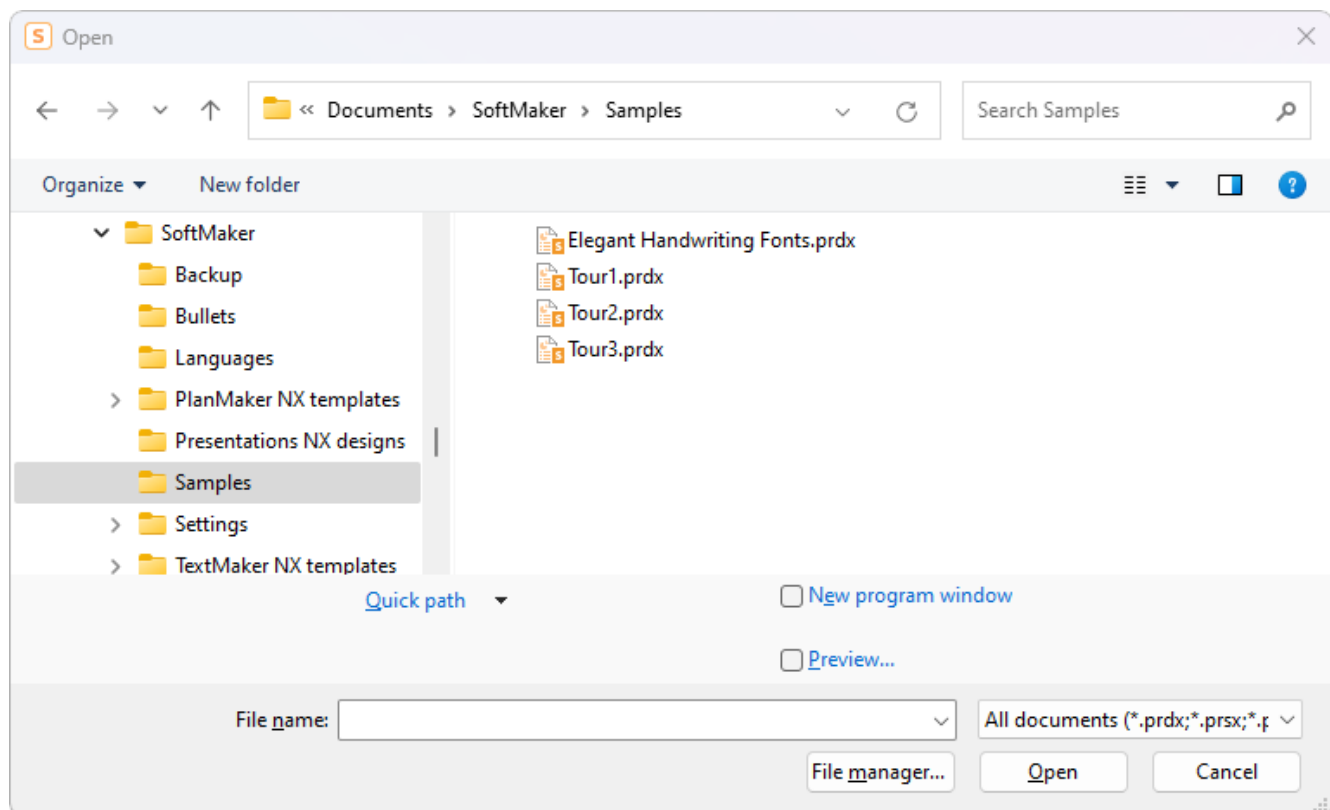 S Open
« Documents > SoftMaker > Samples
Search Samples
Organize
New folder
?
SoftMaker
Backup
Bullets
Languages
PlanMaker NX templates
Presentations NX designs
Samples
Settings
TextMaker NX templates
Elegant Handwriting Fonts.prdx
Tour1.prdx
Tour2.prdx
Tour3.prdx
Quick path
New program window
Preview...
File name:
All documents (*.prdx;*.prsx;*.p
File manager...
Open
Cancel